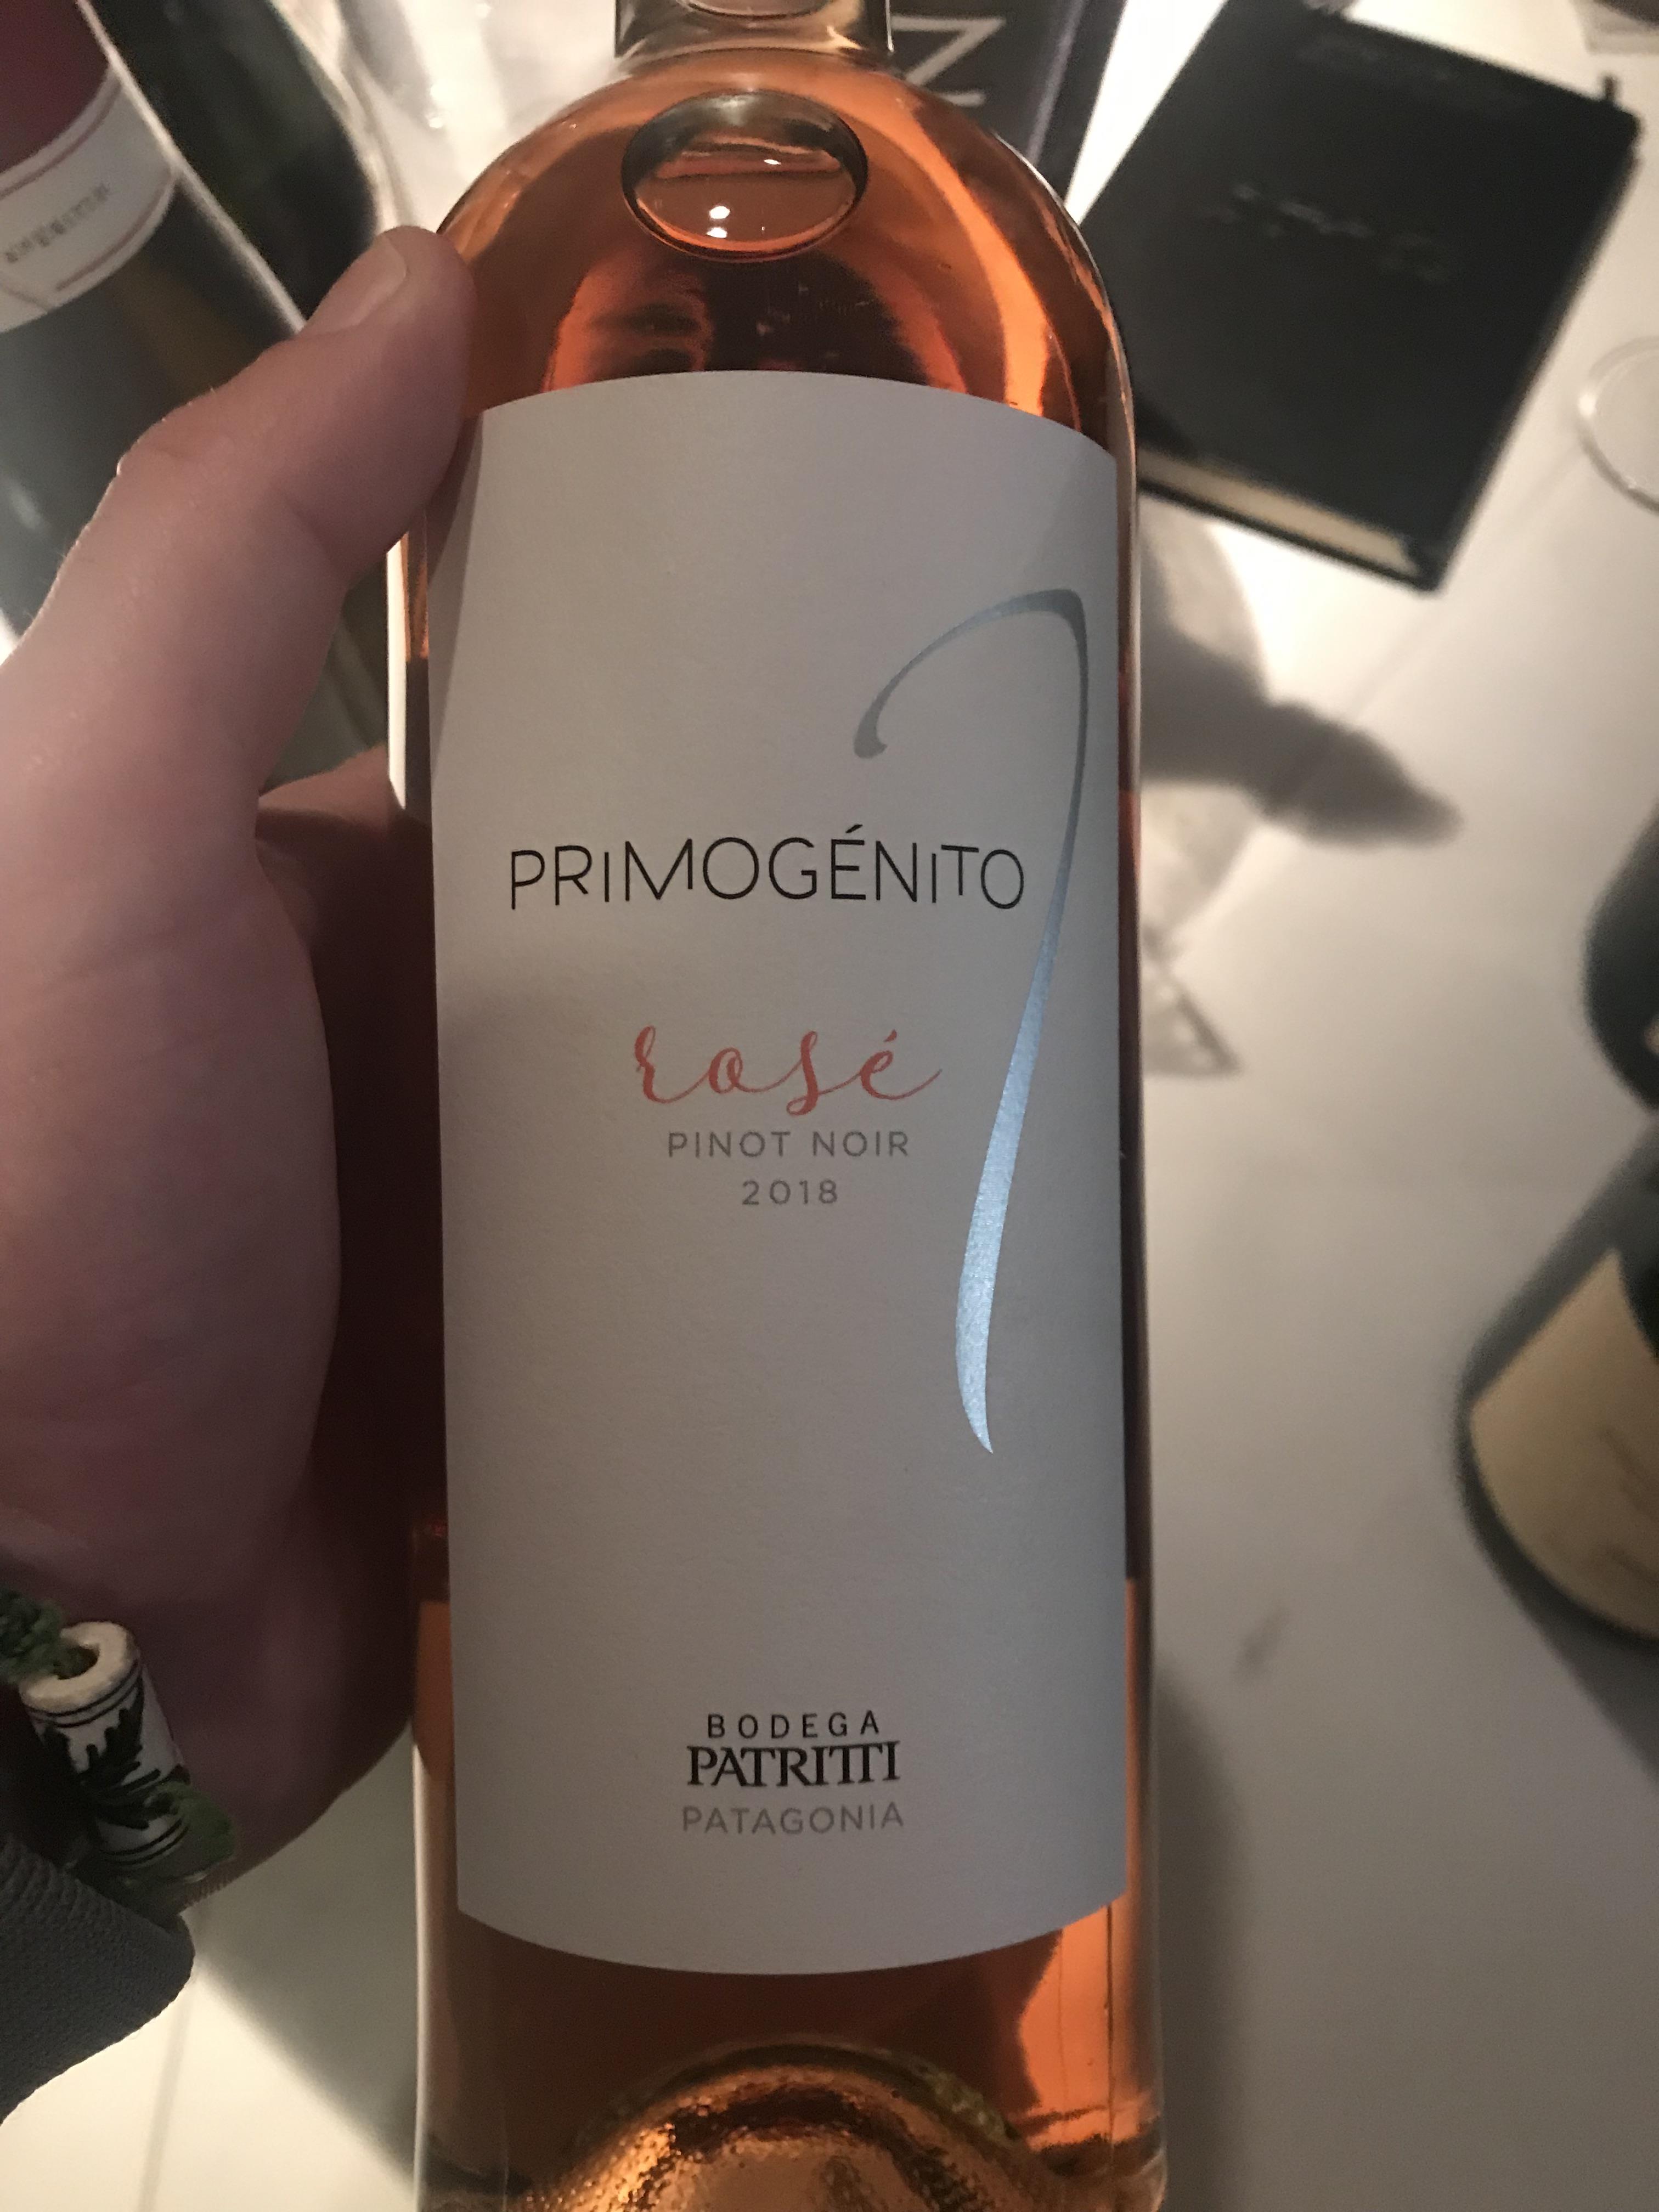 PRIMOGÉNITO
rosé
PINOT NOIR
2018
BODEGA
PATRITTI
PATAGONIA